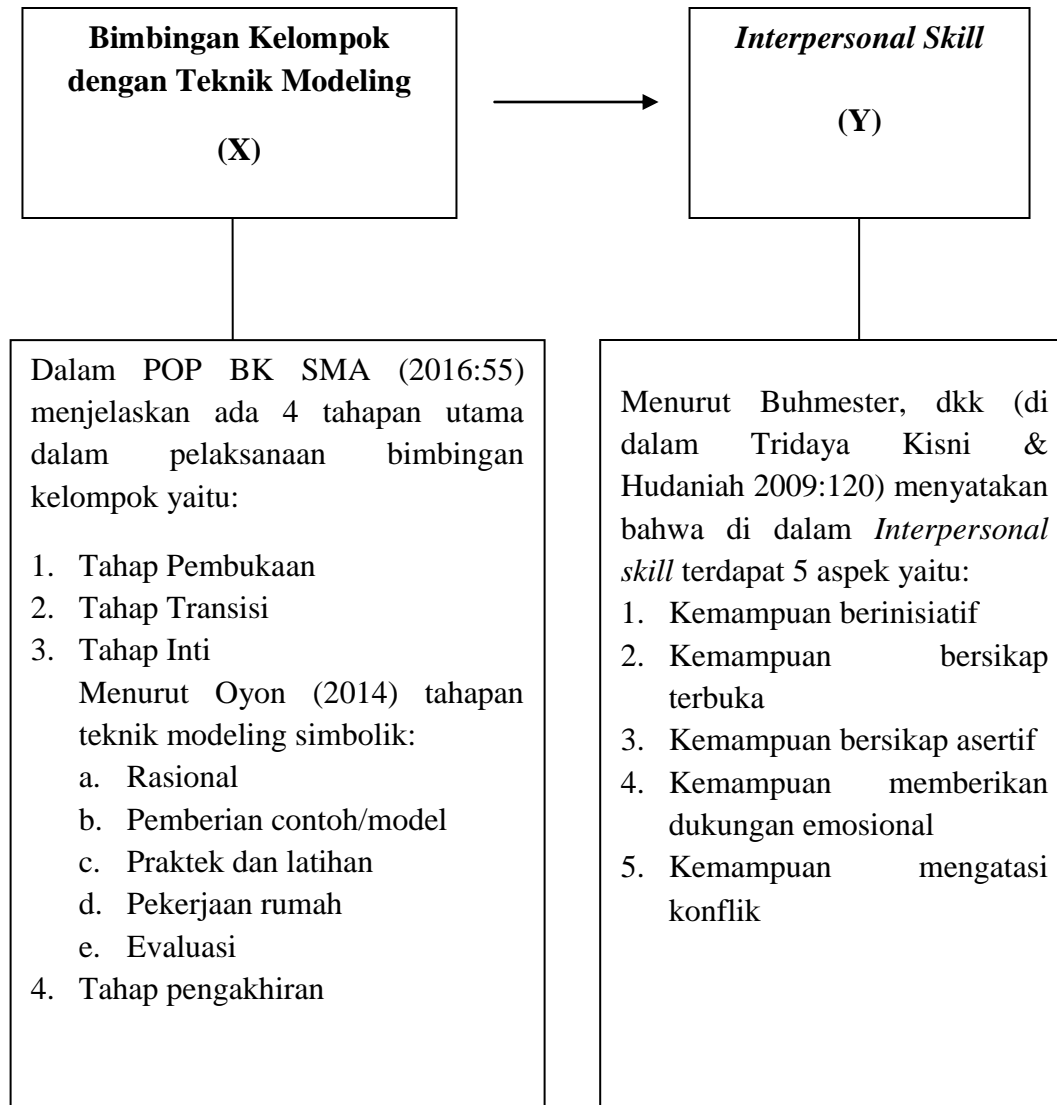 Bimbingan Kelompok
dengan Teknik Modeling
(X)
Interpersonal Skill
(Y)
Dalam POP BK SMA (2016:55)
menjelaskan ada 4 tahapan utama
dalam pelaksanaan bimbingan
kelompok yaitu:
1. Tahap Pembukaan
2. Tahap Transisi
3. Tahap Inti
Menurut Oyon (2014) tahapan
teknik modeling simbolik:
a. Rasional
b. Pemberian contoh/model
c. Praktek dan latihan
d. Pekerjaan rumah
e. Evaluasi
4. Tahap pengakhiran
Menurut Buhmester, dkk (di
dalam Tridaya Kisni &
Hudaniah 2009:120) menyatakan
bahwa di dalam Interpersonal
skill terdapat 5 aspek yaitu:
1. Kemampuan berinisiatif
2. Kemampuan bersikap
terbuka
3. Kemampuan bersikap asertif
4. Kemampuan memberikan
dukungan emosional
5. Kemampuan mengatasi
konflik